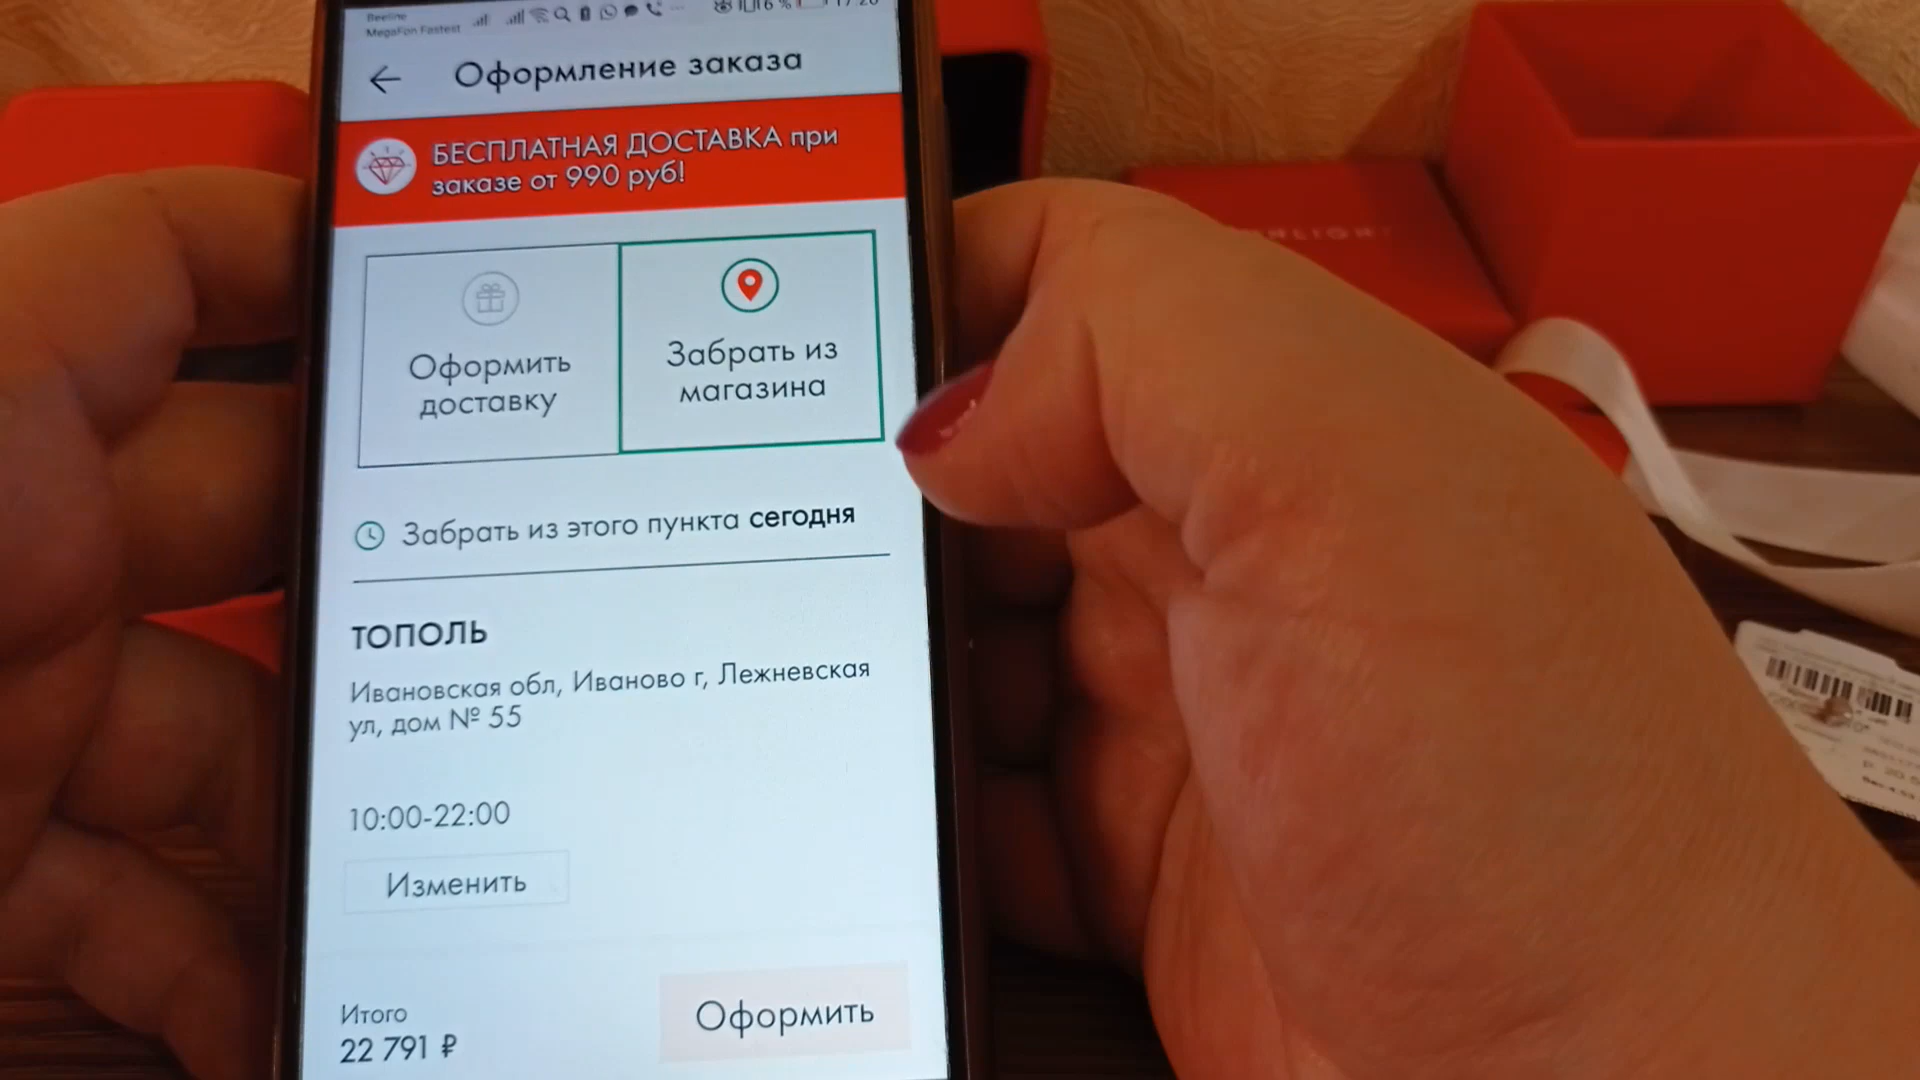 Beeline
MegaFon Fastest
Оформление заказа
БЕСПЛАТНАЯ ДОСТАВКА при
заказе от 990 руб!
Оформить
доставку
Забрать из
магазина
Забрать из этого пункта сегодня
ТОПОЛЬ
Ивановская обл, Иваново г, Лежневская
ул, дом № 55
10:00-22:00
Изменить
Итого
22 791 ₽
Оформить